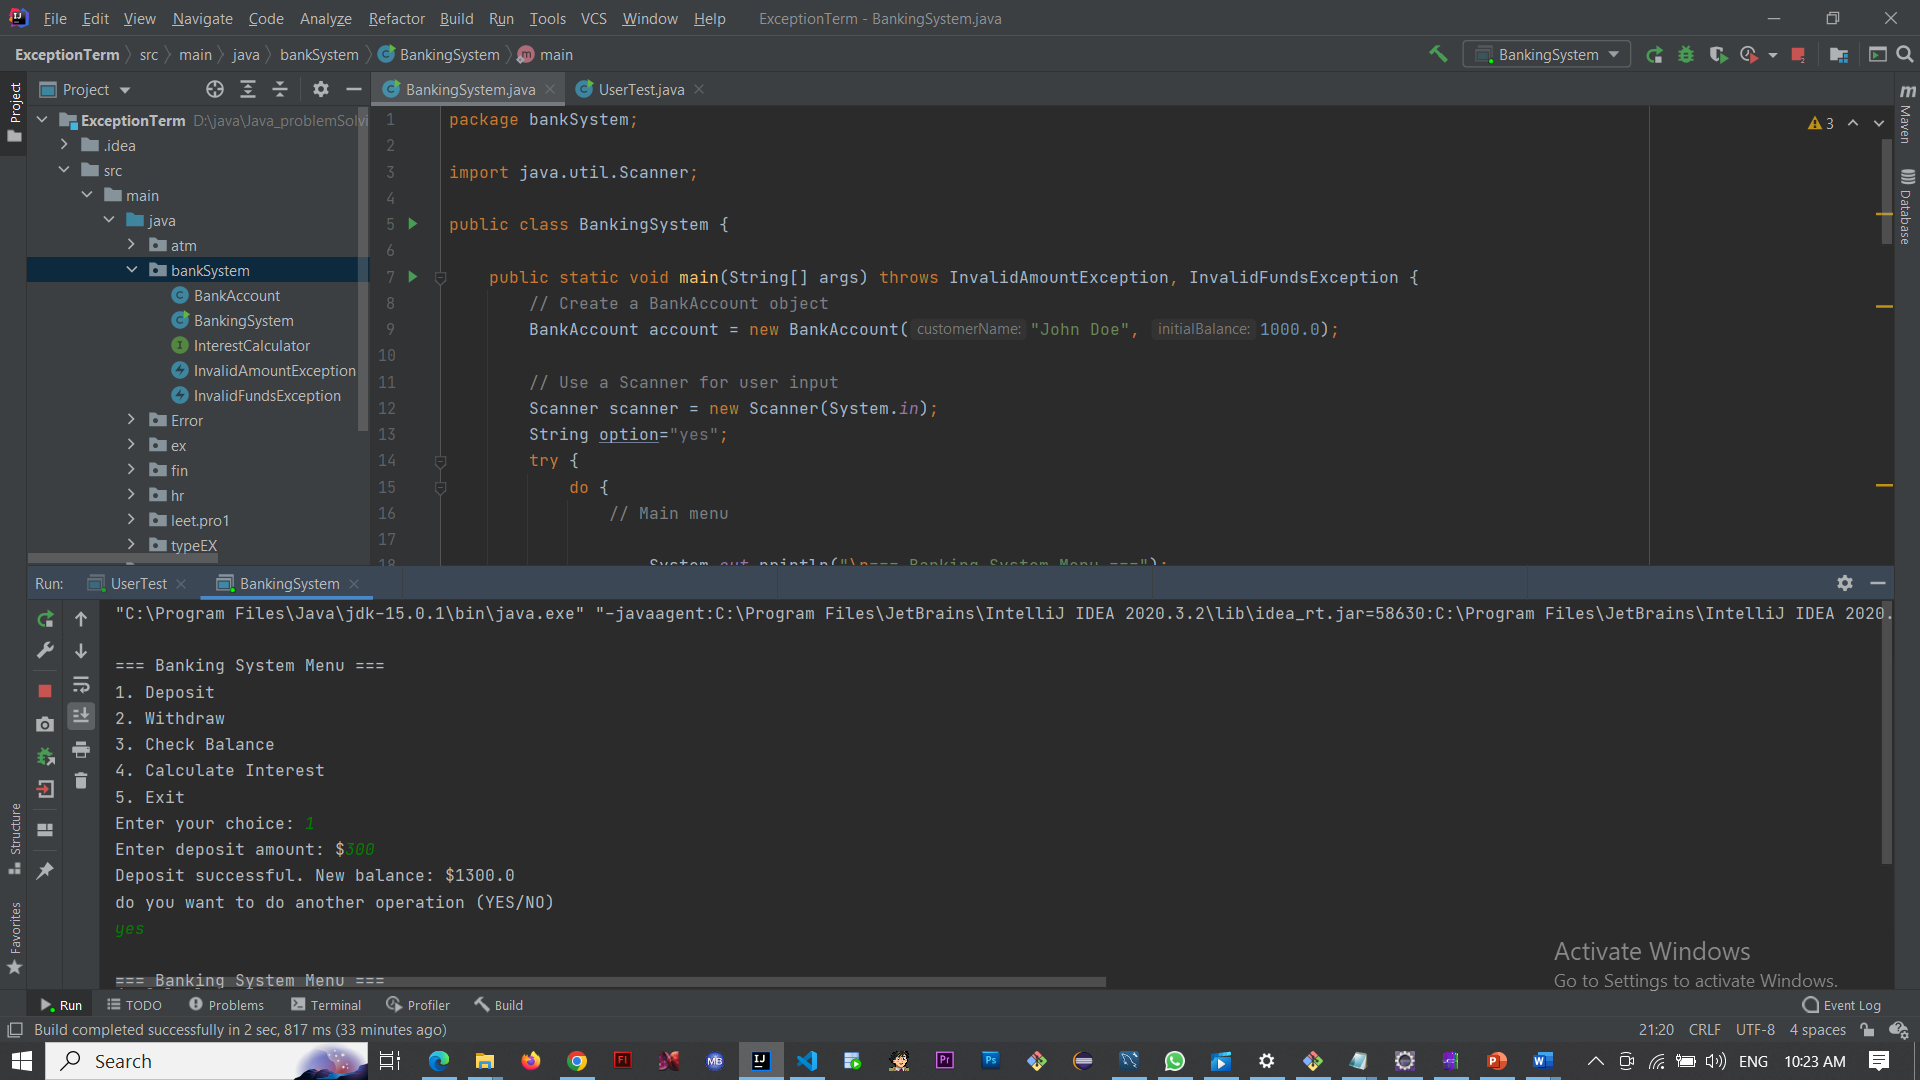 File Edit View Navigate Code Analyze Refactor Build Run Tools VCS Window Help ExceptionTerm - BankingSystem.java
ExceptionTerm src main java bankSystem BankingSystem main
BankingSystem
Project
BankingSystem.java
UserTest.java
Project
ExceptionTerm D:\java\Java_problemSolvi
.idea
src
main
java
atm
bankSystem
BankAccount
BankingSystem
InterestCalculator
InvalidAmountException
InvalidFundsException
Error
ex
fin
hr
leet.pro1
typeEX
1 package bankSystem;
2
3 import java.util.Scanner;
4
5 public class BankingSystem {
6
7 public static void main(String[] args) throws InvalidAmountException, InvalidFundsException {
8 // Create a BankAccount object
9 BankAccount account = new BankAccount( customerName: "John Doe", initialBalance: 1000.0);
10
11 // Use a Scanner for user input
12 Scanner scanner = new Scanner(System.in);
13 String option="yes";
14 try {
15 do {
16 // Main menu
17
18 System.out.println("\n=== Banking System Menu ===");
3
Maven
Database
Run: UserTest BankingSystem
"C:\Program Files\Java\jdk-15.0.1\bin\java.exe" "-javaagent:C:\Program Files\JetBrains\IntelliJ IDEA 2020.3.2\lib\idea_rt.jar=58630:C:\Program Files\JetBrains\IntelliJ IDEA 2020.
=== Banking System Menu ===
1. Deposit
2. Withdraw
3. Check Balance
4. Calculate Interest
5. Exit
Enter your choice: 1
Enter deposit amount: $300
Deposit successful. New balance: $1300.0
do you want to do another operation (YES/NO)
yes
=== Banking System Menu ===
Structure
Favorites
Activate Windows
Go to Settings to activate Windows.
Run TODO Problems Terminal Profiler Build Event Log
Build completed successfully in 2 sec, 817 ms (33 minutes ago) 21:20 CRLF UTF-8 4 spaces
Search ENG 10:23 AM